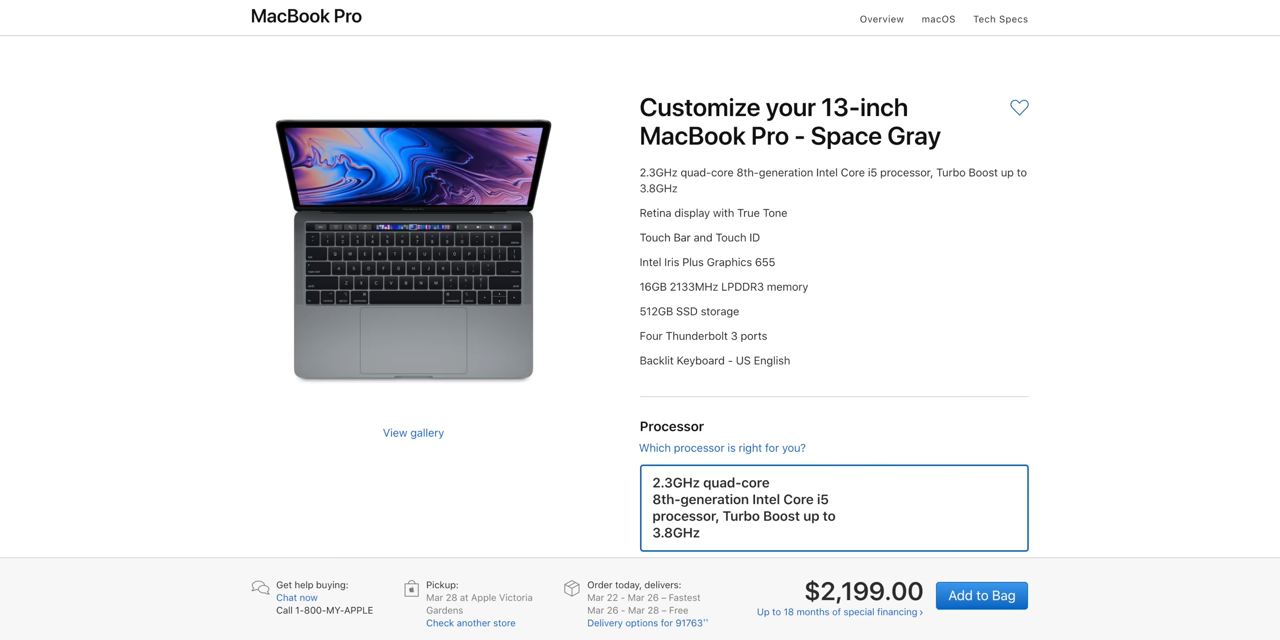 MacBook Pro
Overview macOS Tech Specs
Customize your 13-inch
MacBook Pro - Space Gray
2.3GHz quad-core 8th-generation Intel Core i5 processor, Turbo Boost up to
3.8GHz
Retina display with True Tone
Touch Bar and Touch ID
Intel Iris Plus Graphics 655
16GB 2133MHz LPDDR3 memory
512GB SSD storage
Four Thunderbolt 3 ports
Backlit Keyboard - US English
View gallery
Processor
Which processor is right for you?
2.3GHz quad-core
8th-generation Intel Core i5
processor, Turbo Boost up to
3.8GHz
Get help buying:
Chat now
Call 1-800-MY-APPLE
Pickup:
Mar 28 at Apple Victoria
Gardens
Check another store
Order today, delivers:
Mar 22 - Mar 26 – Fastest
Mar 26 - Mar 28 – Free
Delivery options for 91763
$2,199.00
Up to 18 months of special financing ›
Add to Bag